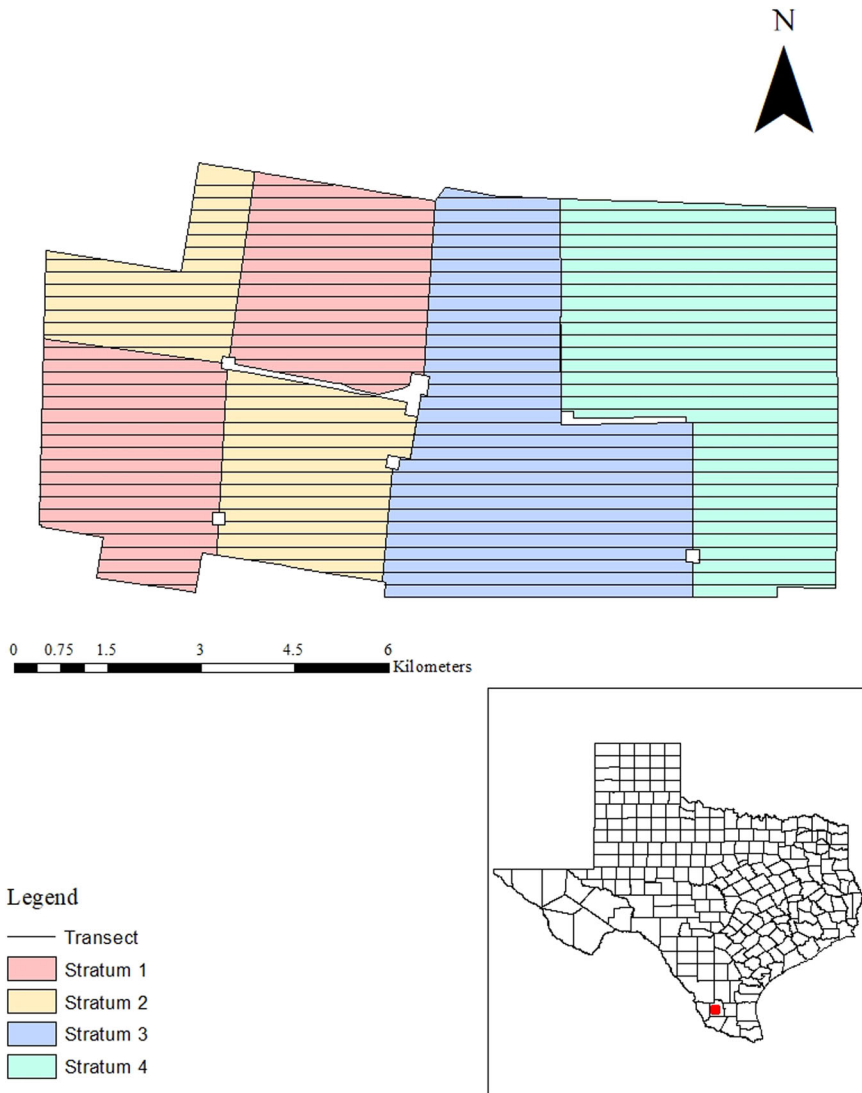 N
0 0.75 1.5 3 4.5 6
Kilometers
Legend
Transect
Stratum 1
Stratum 2
Stratum 3
Stratum 4